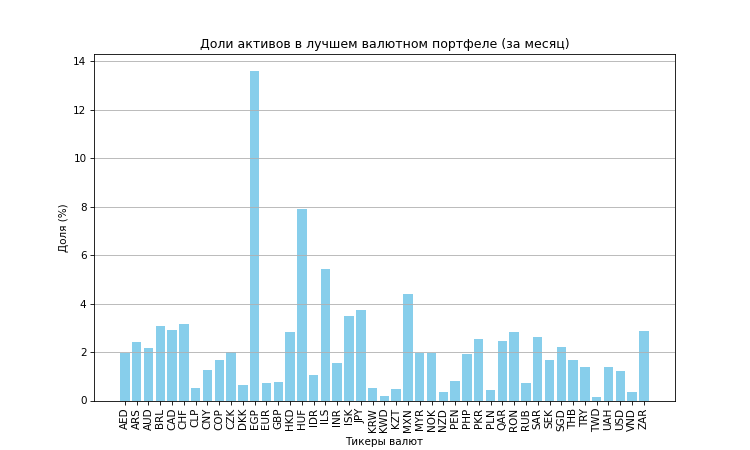 Доли активов в лучшем валютном портфеле (за месяц)
14
12
10
8
6
4
2
0
Доля (%)
AED
ARS
AUD
BRL
CAD
CHF
CLP
CNY
COP
CZK
DKK
EGP
EUR
GBP
HKD
HUF
IDR
ILS
INR
ISK
JPY
KRW
KWD
KZT
MXN
MYR
NOK
NZD
PEN
PHP
PKR
PLN
QAR
RON
RUB
SAR
SEK
SGD
THB
TRY
TWD
UAH
USD
VND
ZAR
Тикеры валют